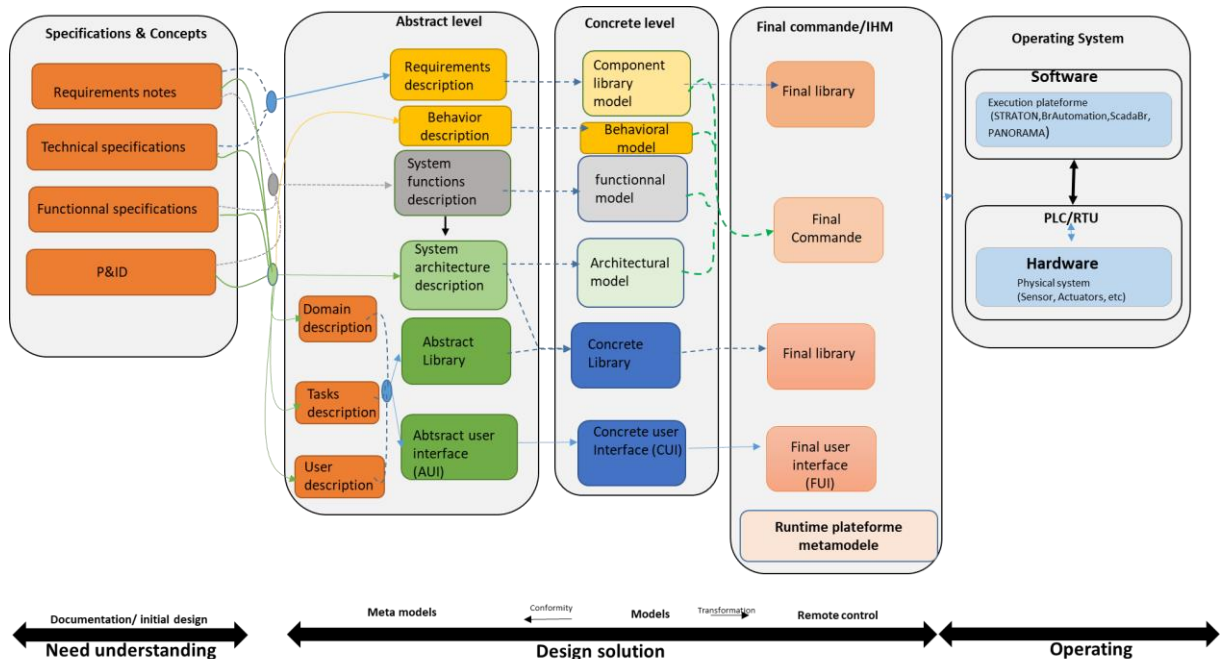 Specifications & Concepts
Requirements notes
Technical specifications
Functionnal specifications
P&ID
Abstract level
Requirements
description
Behavior
description
System
functions
description
System
architecture
description
Domain
description
Abstract
Library
Tasks
description
Abtsract user
interface
(AUI)
User
description
Concrete level
Component
library
model
Behavioral model
functionnal
model
Architectural
model
Concrete
Library
Concrete user
Interface (CUI)
Final commande/IHM
Final library
Final
Commande
Final library
Final user
interface
(FUI)
Runtime plateforme
metamodele
Operating System
Software
Execution plateforme
(STRATON,BrAutomation,ScadaBr,
PANORAMA)
PLC/RTU
Hardware
Physical system
(Sensor, Actuators, etc)
Documentation/ initial design
Meta models
Conformity
Models
Transformation
Remote control
Need understanding
Design solution
Operating